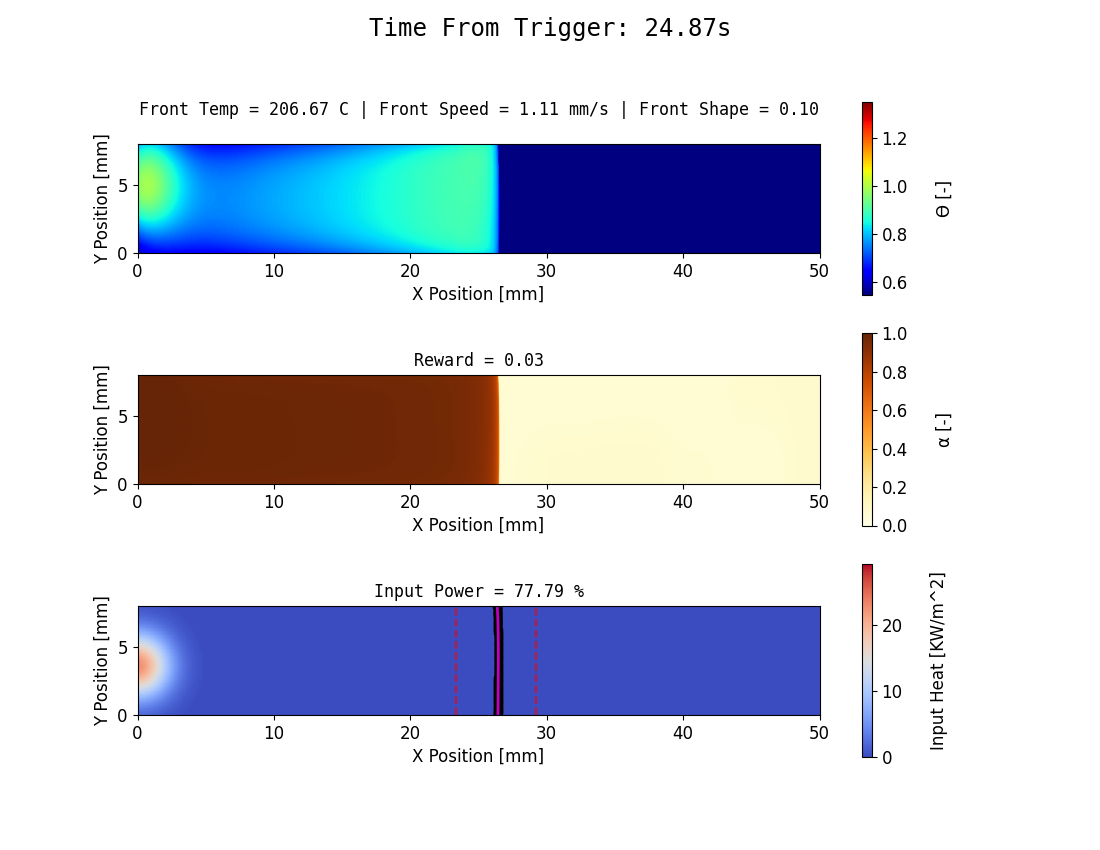 Time From Trigger: 24.87s
Front Temp = 206.67 C | Front Speed = 1.11 mm/s | Front Shape = 0.10
Y Position [mm]
5
0
0 10 20 30 40 50
X Position [mm]
1.2
1.0
0.8
0.6
Θ [-]
Reward = 0.03
Y Position [mm]
5
0
0 10 20 30 40 50
X Position [mm]
1.0
0.8
0.6
0.4
0.2
0.0
α [-]
Input Power = 77.79 %
Y Position [mm]
5
0
0 10 20 30 40 50
X Position [mm]
20
10
0
Input Heat [KW/m^2]